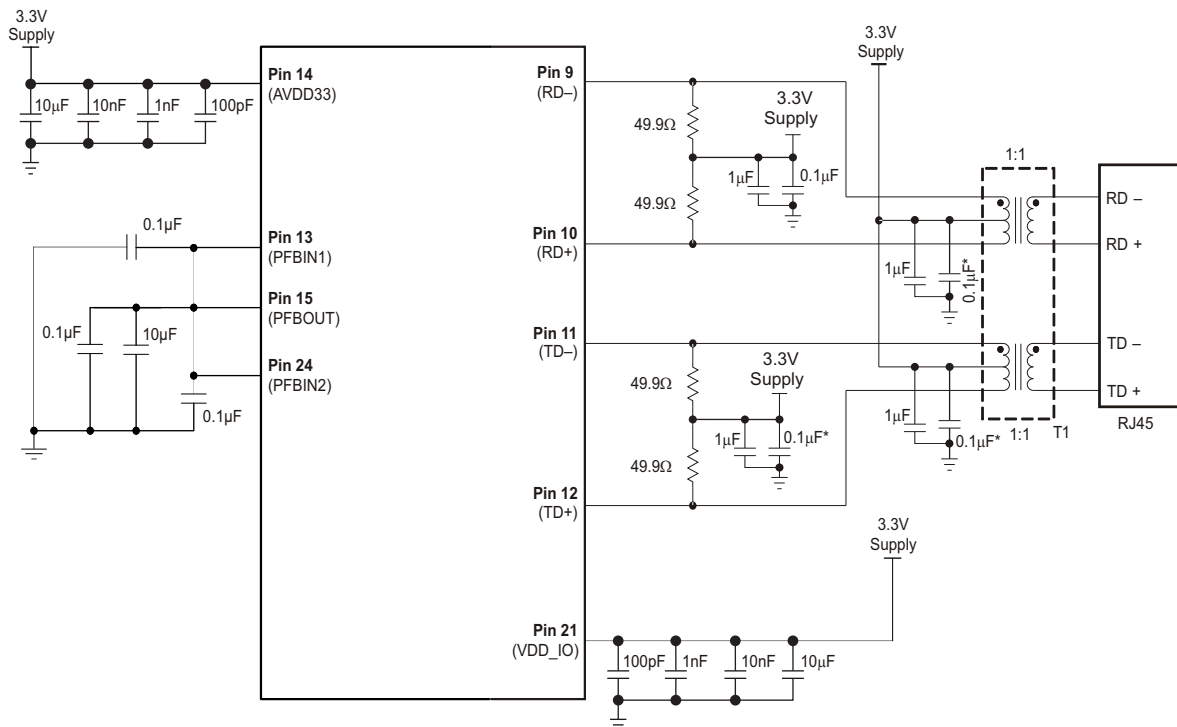 3.3V
Supply
10µF
10nF
1nF
100pF
Pin 14
(AVDD33)
0.1µF
Pin 13
(PFBIN1)
Pin 15
(PFBOUT)
0.1µF
10µF
Pin 24
(PFBIN2)
0.1µF
Pin 9
(RD–)
49.9Ω
3.3V
Supply
1µF
0.1µF
49.9Ω
Pin 10
(RD+)
Pin 11
(TD–)
49.9Ω
3.3V
Supply
1µF
0.1µF*
49.9Ω
Pin 12
(TD+)
3.3V
Supply
1:1
1µF
0.1µF*
RD –
RD +
1µF
0.1µF*
1:1
T1
TD –
TD +
RJ45
3.3V
Supply
Pin 21
(VDD_IO)
100pF
1nF
10nF
10µF